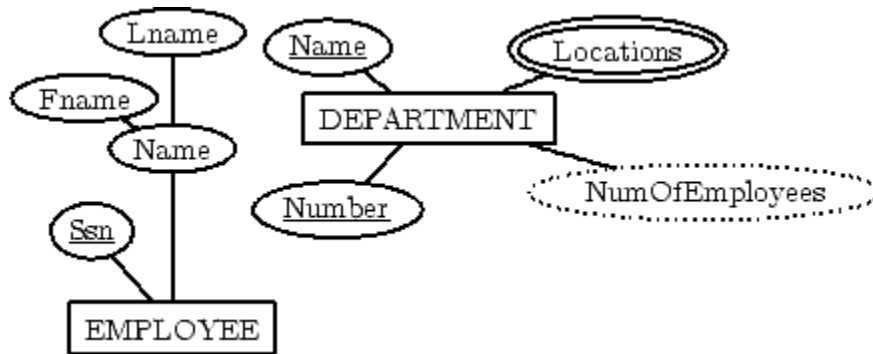 Lname
Name
Locations
Fname
DEPARTMENT
Name
NumOfEmployees
Number
Ssn
EMPLOYEE